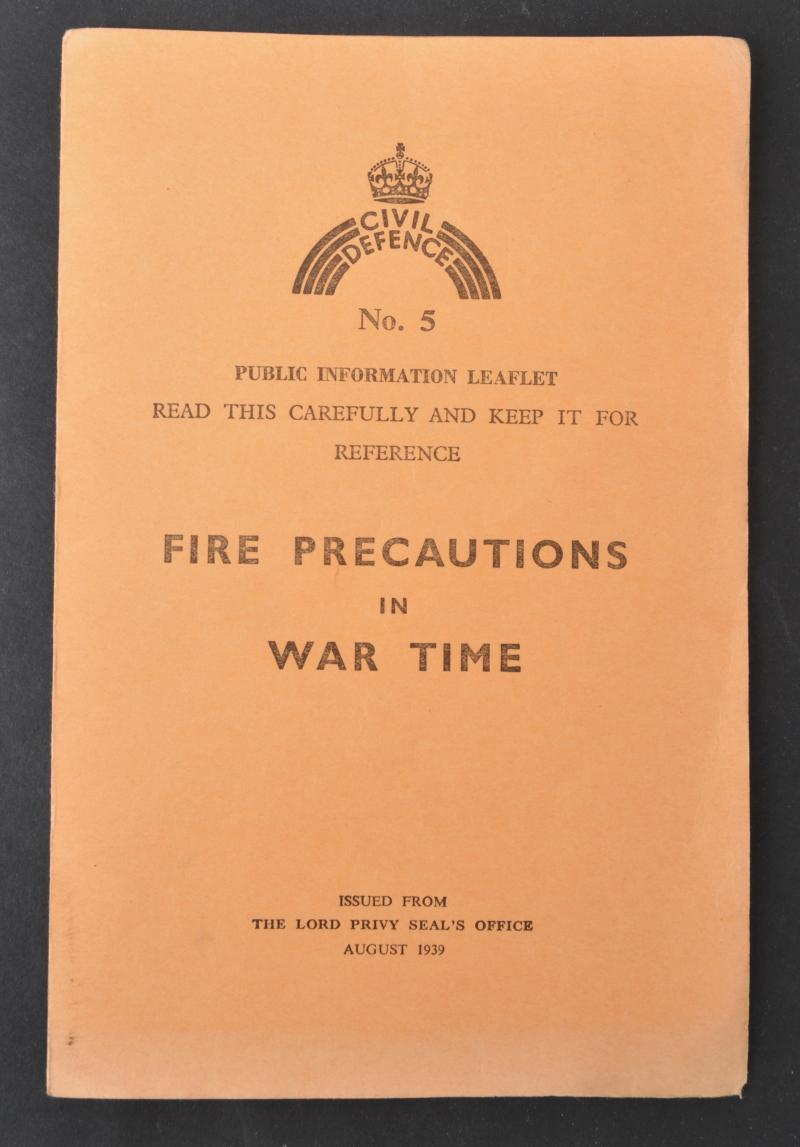 CIVIL
DEFENCE
No. 5
PUBLIC INFORMATION LEAFLET
READ THIS CAREFULLY AND KEEP IT FOR
REFERENCE
FIRE PRECAUTIONS
IN
WAR TIME
ISSUED FROM
THE LORD PRIVY SEAL'S OFFICE
AUGUST 1939